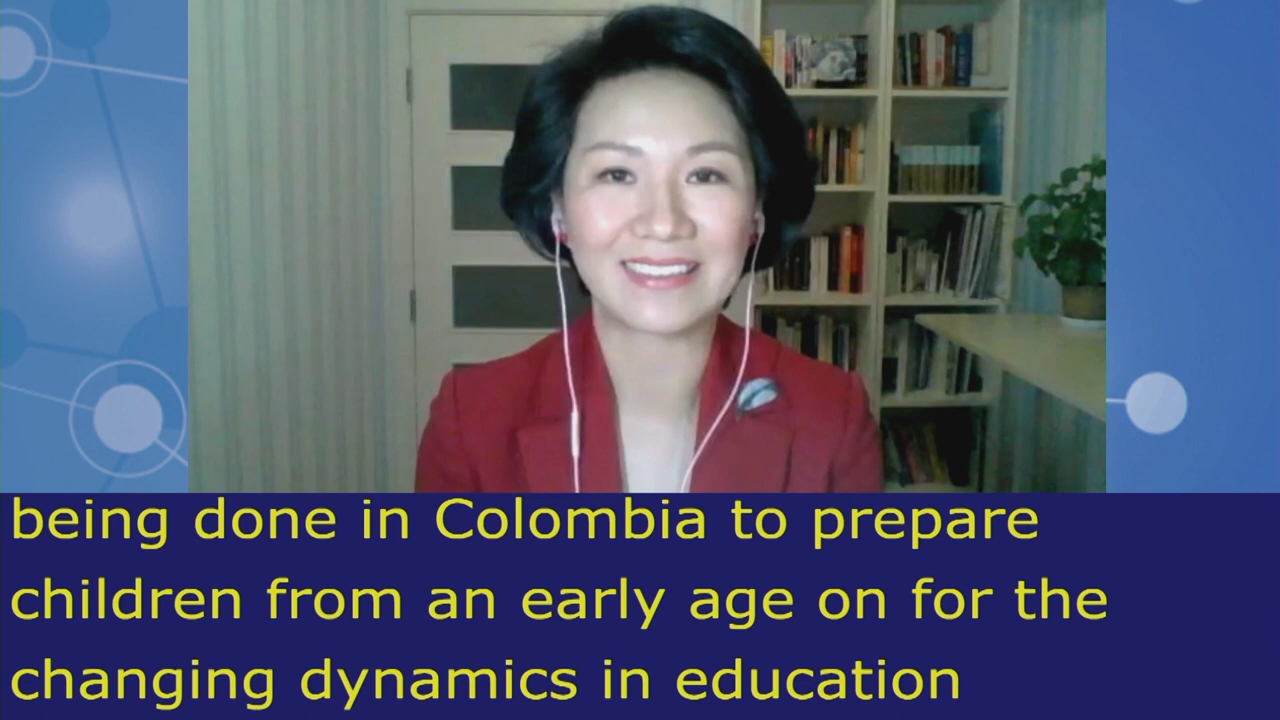 being done in Colombia to prepare
children from an early age on for the
changing dynamics in education